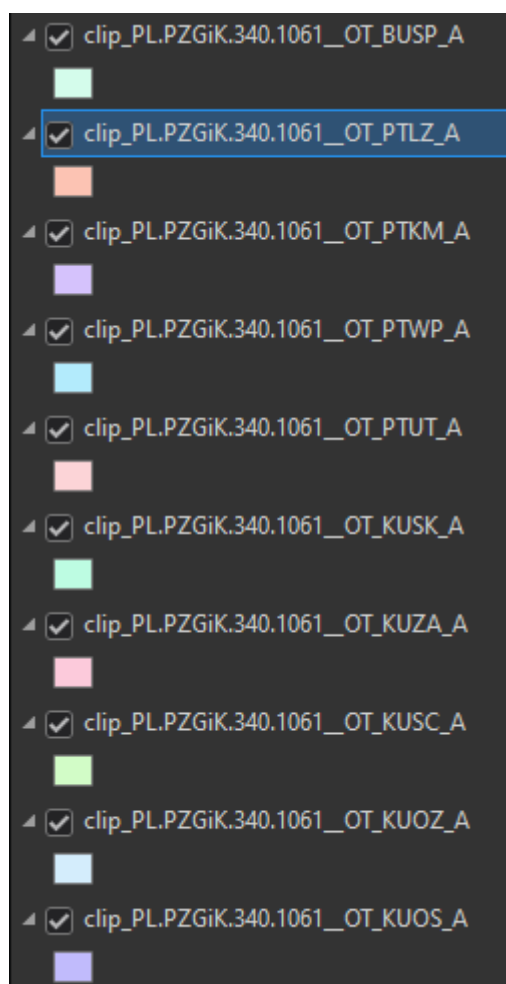 clip_PL.PZGiK.340.1061__OT_BUSP_A
clip_PL.PZGiK.340.1061__OT_PTLZ_A
clip_PL.PZGiK.340.1061__OT_PTKM_A
clip_PL.PZGiK.340.1061__OT_PTWP_A
clip_PL.PZGiK.340.1061__OT_PTUT_A
clip_PL.PZGiK.340.1061__OT_KUSK_A
clip_PL.PZGiK.340.1061__OT_KUZA_A
clip_PL.PZGiK.340.1061__OT_KUSC_A
clip_PL.PZGiK.340.1061__OT_KUOZ_A
clip_PL.PZGiK.340.1061__OT_KUOS_A